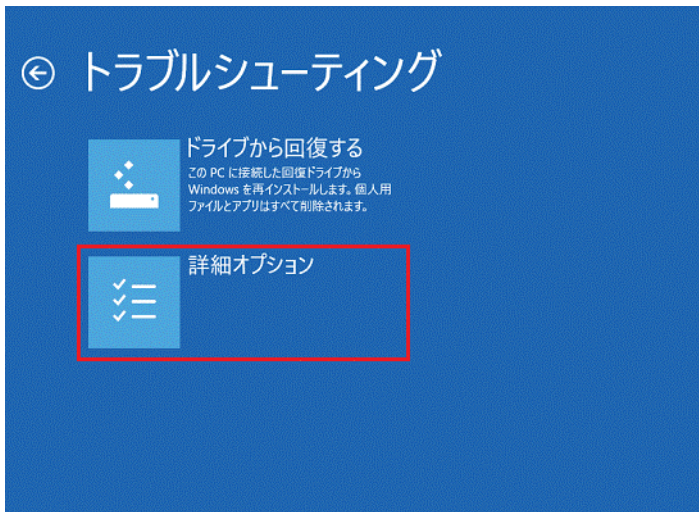 トラブルシューティング
ドライブから回復する
この PC に接続した回復ドライブから
Windows を再インストールします。個人用
ファイルとアプリはすべて削除されます。
詳細オプション